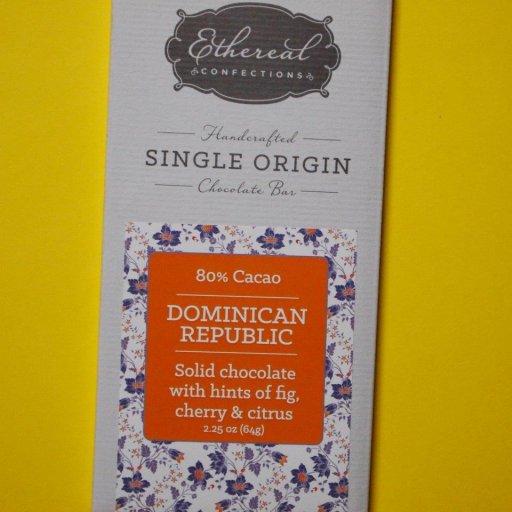 Ethereal
CONFECTIONS
Handcrafted
SINGLE ORIGIN
Chocolate Bar
80% Cacao
DOMINICAN
REPUBLIC
Solid chocolate
with hints of fig,
cherry & citrus
2.25 oz (64g)